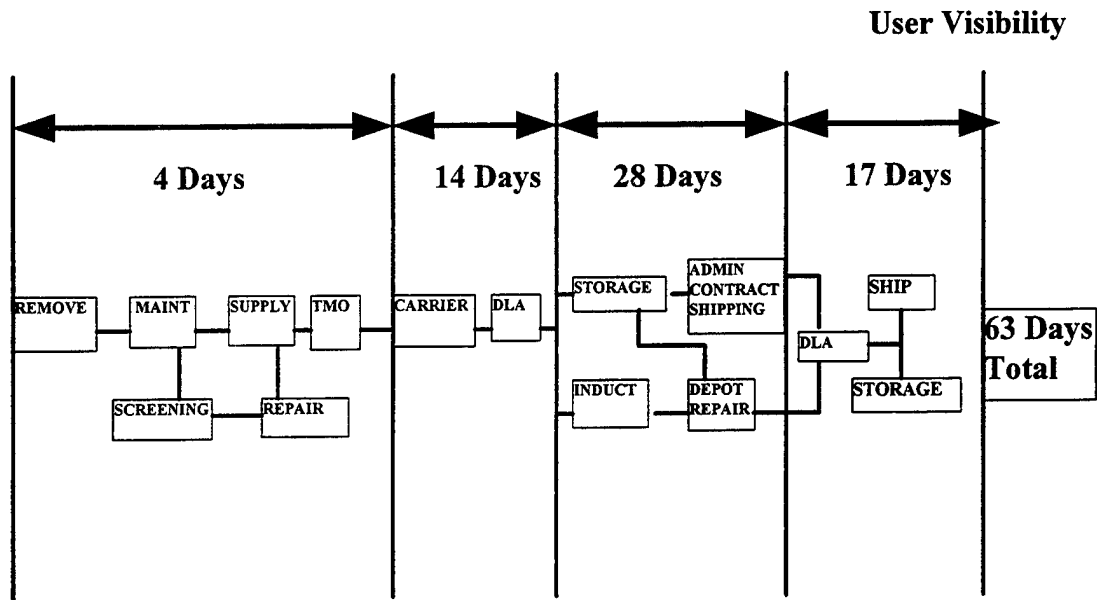 User Visibility
4 Days
14 Days
28 Days
17 Days
REMOVE
MAINT
SUPPLY
TMO
SCREENING
REPAIR
CARRIER
DLA
STORAGE
ADMIN
CONTRACT
SHIPPING
INDUCT
DEPOT
REPAIR
DLA
SHIP
STORAGE
63 Days
Total